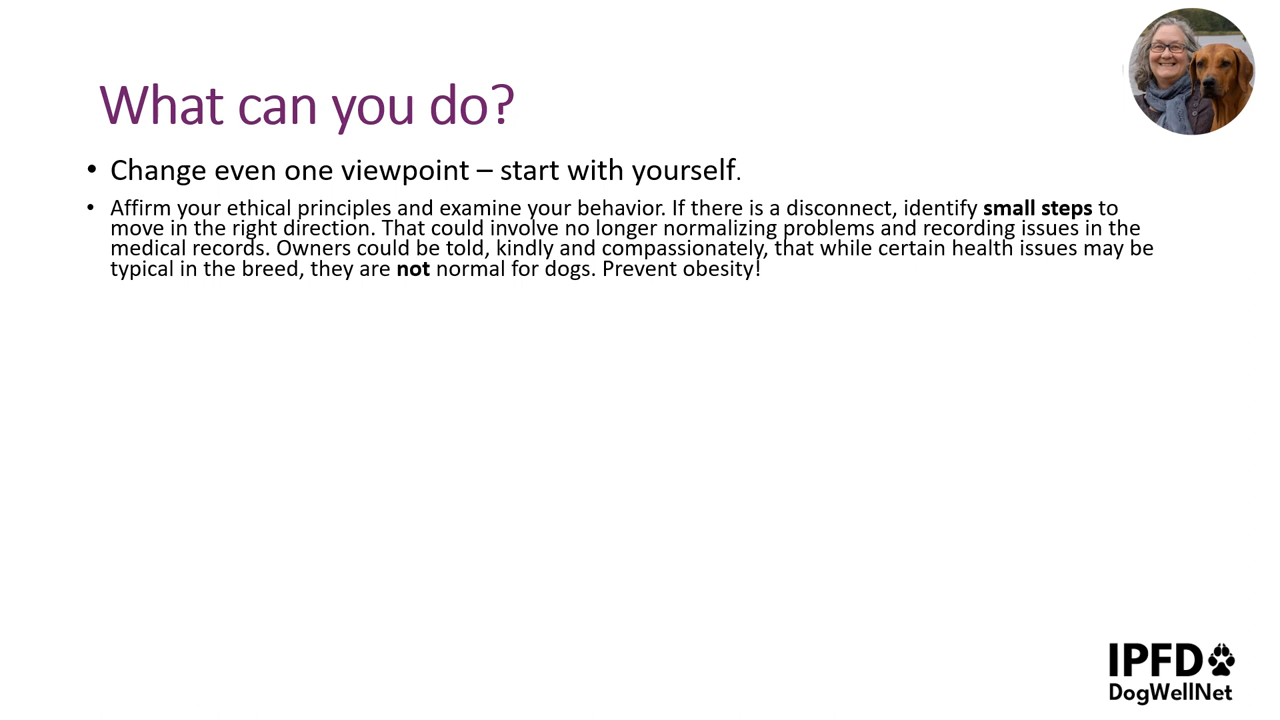 What can you do?
• Change even one viewpoint – start with yourself.
• Affirm your ethical principles and examine your behavior. If there is a disconnect, identify small steps to
move in the right direction. That could involve no longer normalizing problems and recording issues in the
medical records. Owners could be told, kindly and compassionately, that while certain health issues may be
typical in the breed, they are not normal for dogs. Prevent obesity!
IPFD
DogWellNet